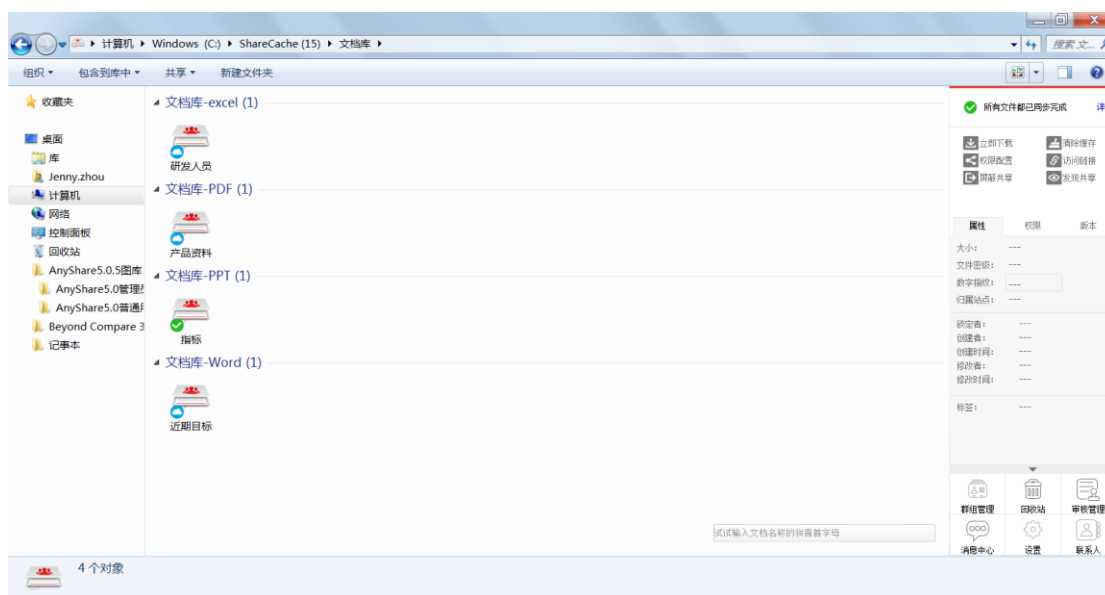 计算机 ▸ Windows (C:) ▸ ShareCache (15) ▸ 文档库 ▸
搜索 文...
组织 包含到库中 共享 新建文件夹
收藏夹
桌面
库
Jenny.zhou
计算机
网络
控制面板
回收站
AnyShare5.0.5图库
AnyShare5.0管理
AnyShare5.0普通
Beyond Compare 3
记事本
文档库-excel (1)
研发人员
文档库-PDF (1)
产品资料
文档库-PPT (1)
指标
文档库-Word (1)
近期目标
试试输入文档名称的拼音首字母
所有文件都已同步完成 详
立即下载 清除缓存
权限配置 访问链接
屏蔽共享 发现共享
属性 权限 版本
大小: ---
文件密级: ---
数字指纹: ---
归属站点: ---
锁定者: ---
创建者: ---
创建时间: ---
修改者: ---
修改时间: ---
标签: ---
群组管理 回收站 审核管理
消息中心 设置 联系人
4 个对象